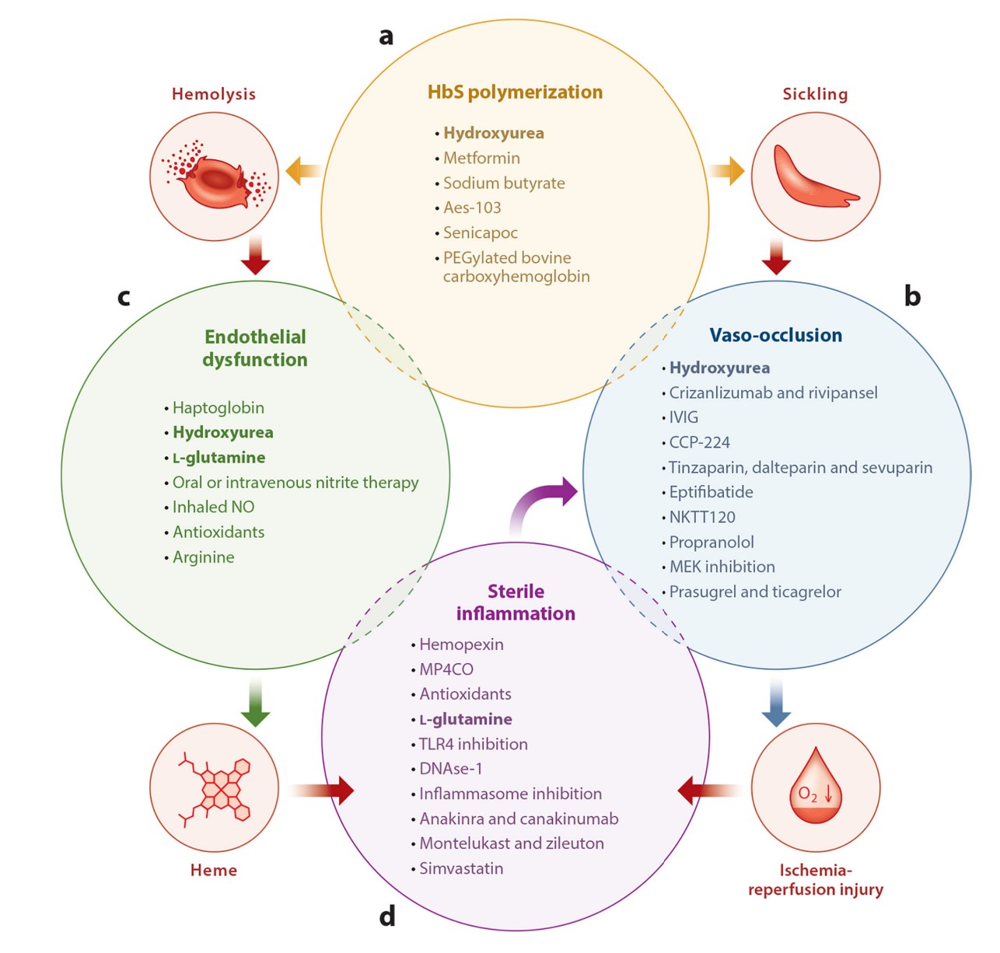 a
HbS polymerization
• Hydroxyurea
• Metformin
• Sodium butyrate
• Aes-103
• Senicapoc
• PEGylated bovine
carboxyhemoglobin
Hemolysis
Sickling
c
Endothelial
dysfunction
• Haptoglobin
• Hydroxyurea
• L-glutamine
• Oral or intravenous nitrite therapy
• Inhaled NO
• Antioxidants
• Arginine
b
Vaso-occlusion
• Hydroxyurea
• Crizanlizumab and rivipansel
• IVIG
• CCP-224
• Tinzaparin, dalteparin and sevuparin
• Eptifibatide
• NKTT120
• Propranolol
• MEK inhibition
• Prasugrel and ticagrelor
Sterile
inflammation
• Hemopexin
• MP4CO
• Antioxidants
• L-glutamine
• TLR4 inhibition
• DNAse-1
• Inflammasome inhibition
• Anakinra and canakinumab
• Montelukast and zileuton
• Simvastatin
d
Heme
O₂ ↓
Ischemia-
reperfusion injury